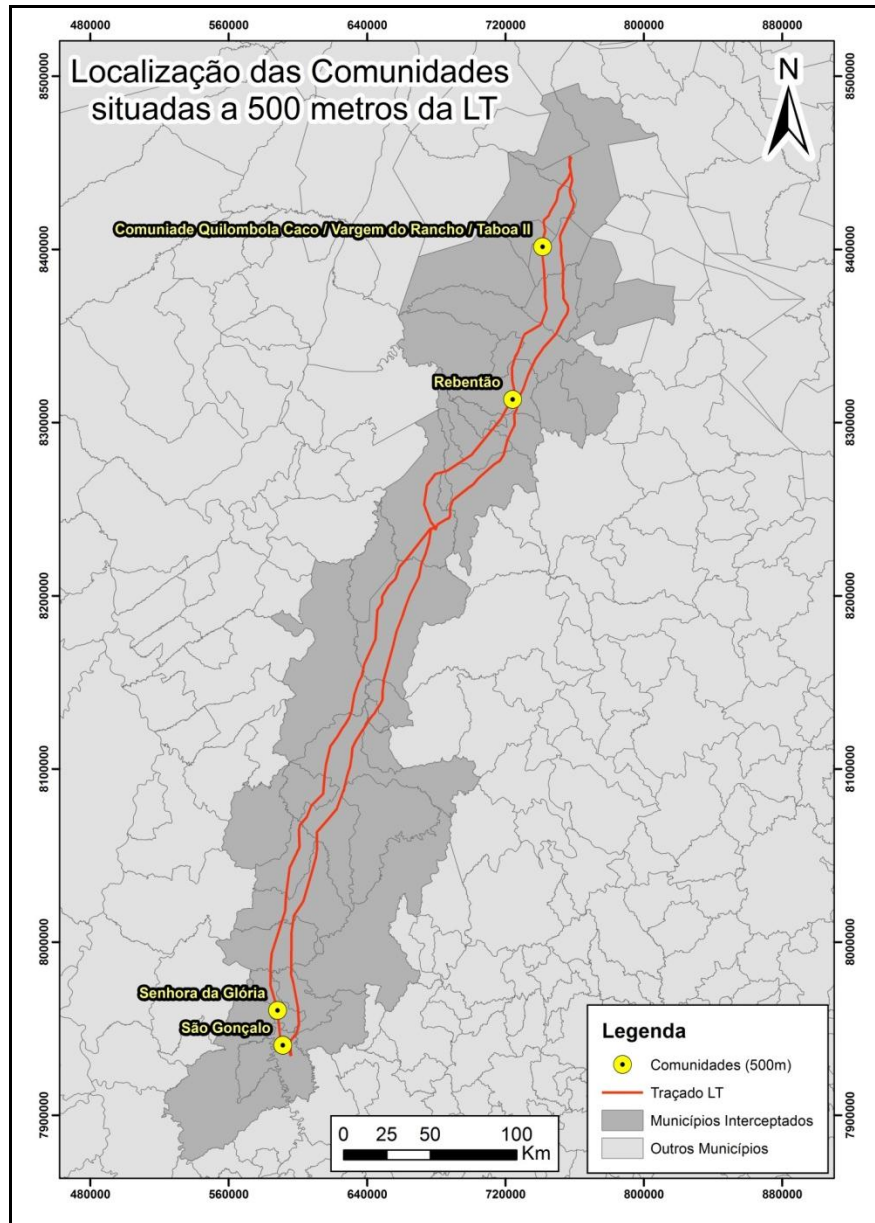 480000 560000 640000 720000 800000 880000
Localização das Comunidades
situadas a 500 metros da LT
N
8500000 8500000
Comuniade Quilombola Caco / Vargem do Rancho / Taboa II
8400000 8400000
Rebentão
8300000 8300000
8200000 8200000
8100000 8100000
8000000 8000000
Senhora da Glória
São Gonçalo
7900000 7900000
Legenda
Comunidades (500m)
Traçado LT
Municípios Interceptados
Outros Municípios
0 25 50 100
Km
480000 560000 640000 720000 800000 880000